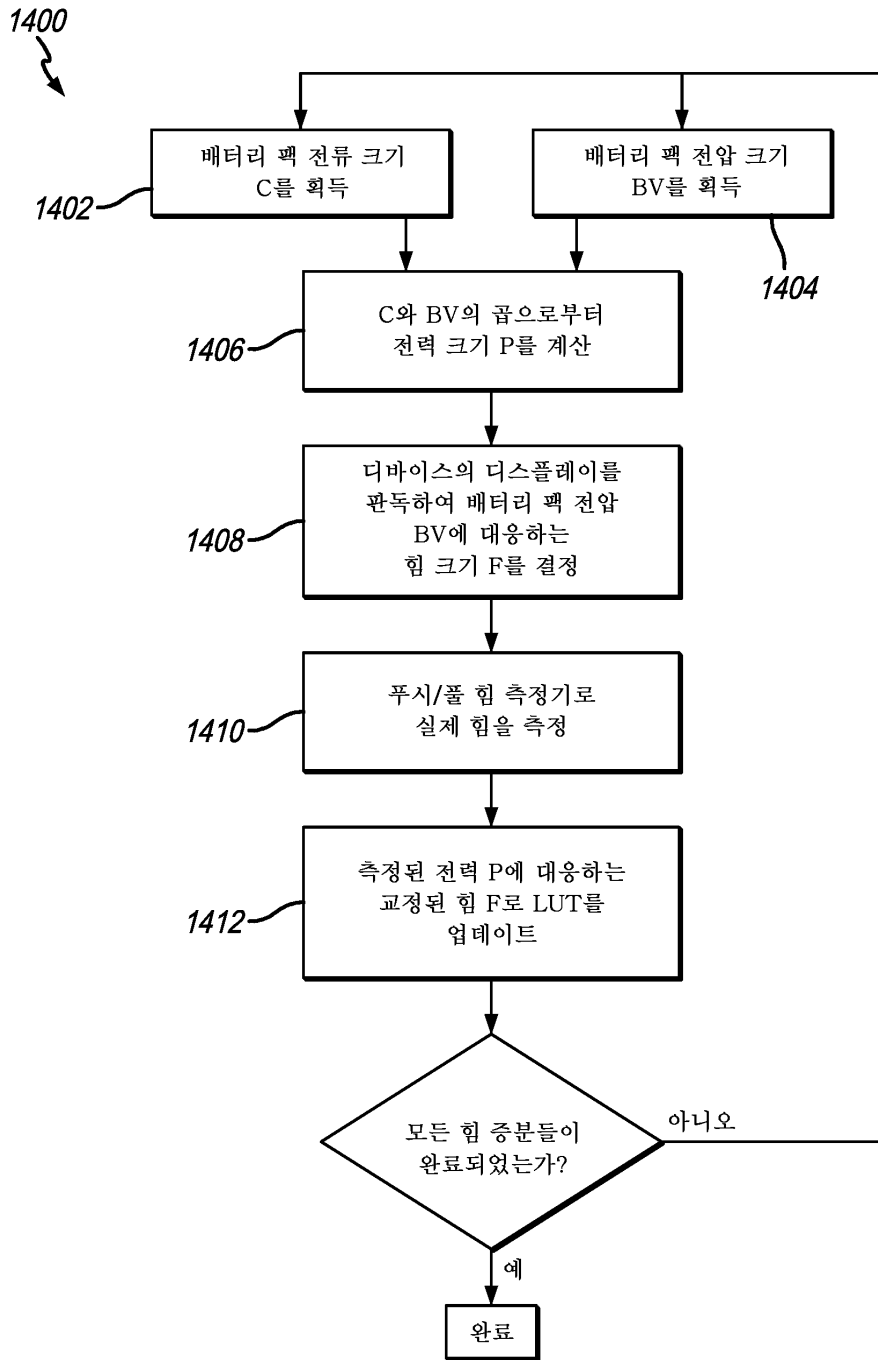 1400
배터리 팩 전류 크기
C를 획득
1402
배터리 팩 전압 크기
BV를 획득
1404
C와 BV의 곱으로부터
전력 크기 P를 계산
1406
디바이스의 디스플레이를
판독하여 배터리 팩 전압
BV에 대응하는
힘 크기 F를 결정
1408
푸시/풀 힘 측정기로
실제 힘을 측정
1410
측정된 전력 P에 대응하는
교정된 힘 F로 LUT를
업데이트
1412
모든 힘 증분들이
완료되었는가?
아니오
예
완료